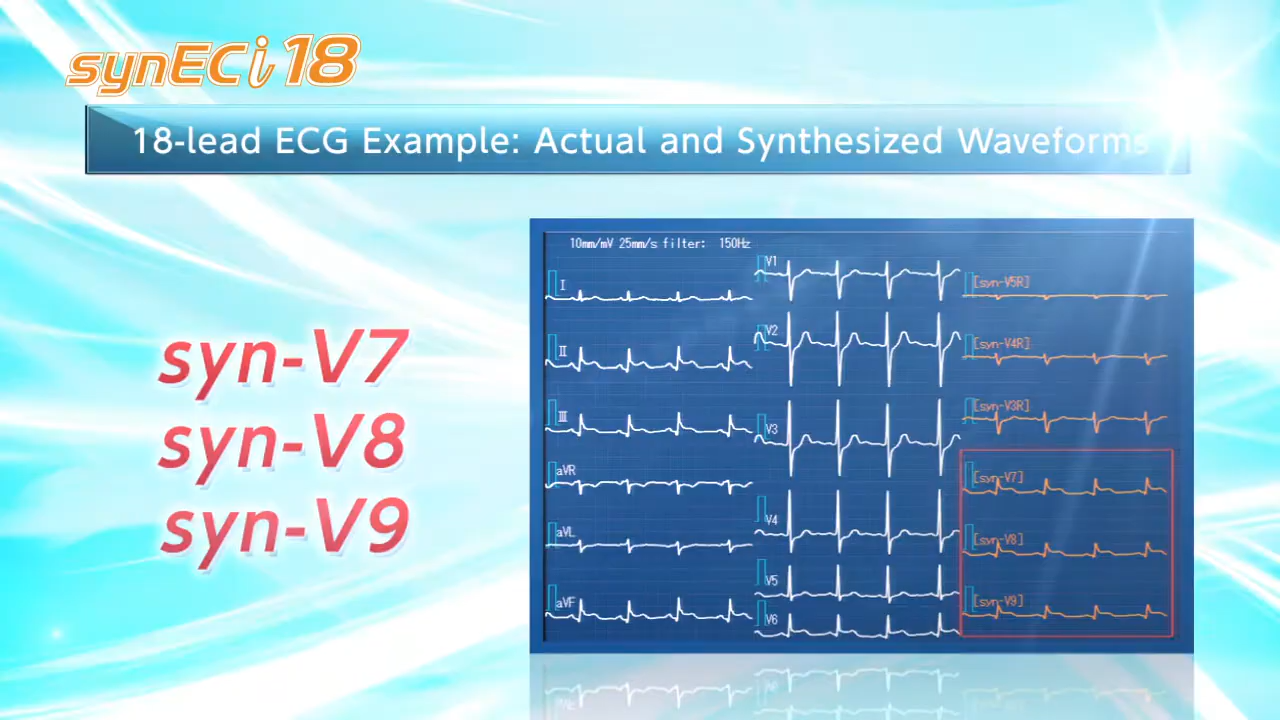 synECi18
18-lead ECG Example: Actual and Synthesized Waveforms
syn-V7
syn-V8
syn-V9
10mm/mV 25mm/s filter: 150Hz
I
II
III
aVR
aVL
aVF
V1
V2
V3
V4
V5
V6
[syn-V5R]
[syn-V4R]
[syn-V3R]
[syn-V7]
[syn-V8]
[syn-V9]